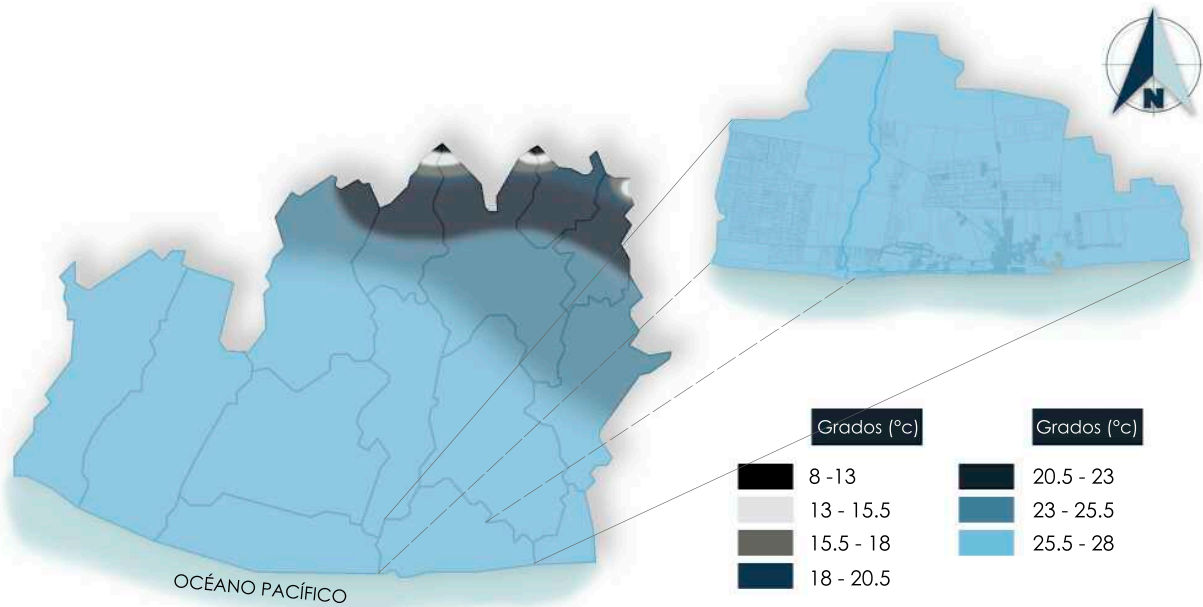 N
OCÉANO PACÍFICO
Grados (°c)
8 -13
13 - 15.5
15.5 - 18
18 - 20.5
Grados (°c)
20.5 - 23
23 - 25.5
25.5 - 28